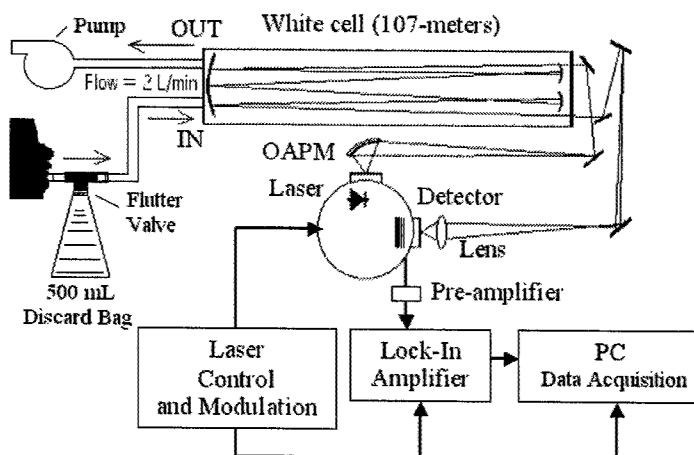 Pump
OUT
White cell (107-meters)
Flow = 2 L/min
IN
OAPM
Laser
Detector
Flutter
Valve
Lens
500 mL
Discard Bag
Pre-amplifier
Laser
Control
and Modulation
Lock-In
Amplifier
PC
Data Acquisition